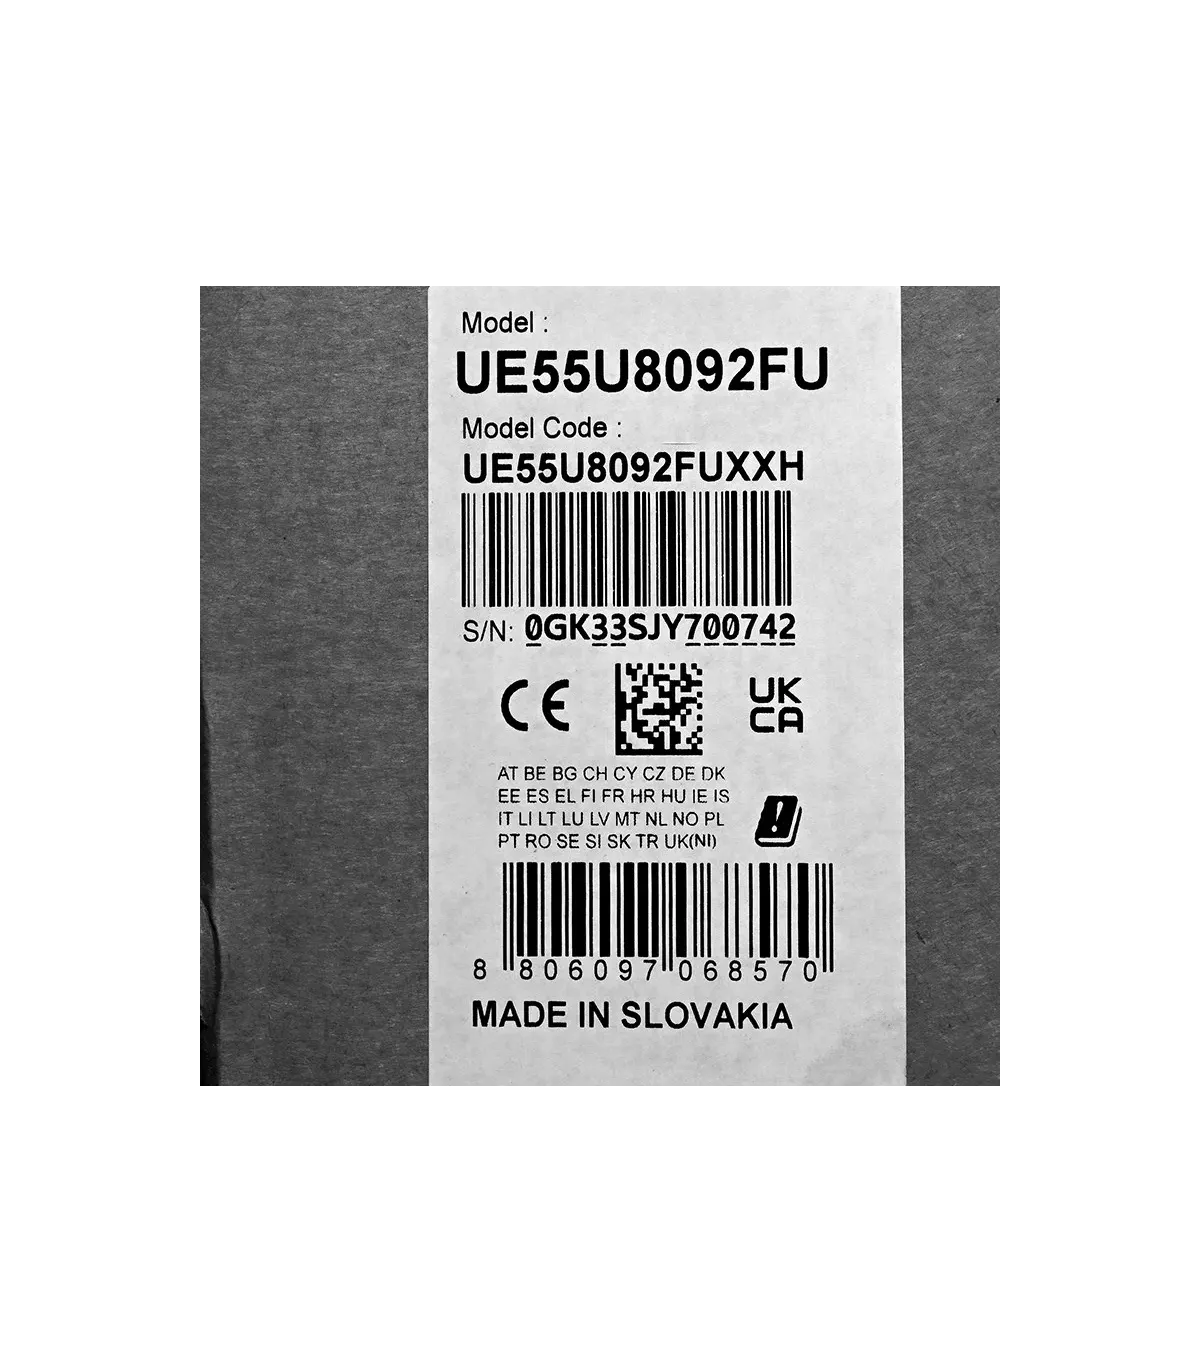 Model :
UE55U8092FU
Model Code :
UE55U8092FUXXH
S/N: 0GK33SJY700742
CE
UK
CA
AT BE BG CH CY CZ DE DK
EE ES EL FI FR HR HU IE IS
IT LI LT LU LV MT NL NO PL
PT RO SE SI SK TR UK(NI)
8 806097 068570
MADE IN SLOVAKIA